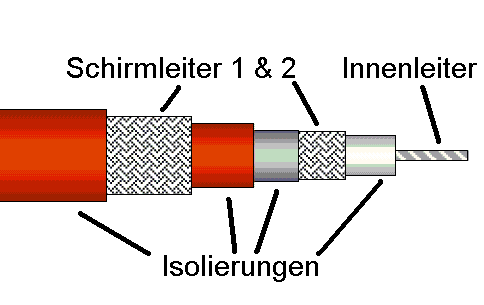 Schirmleiter 1 & 2 Innenleiter
Isolierungen